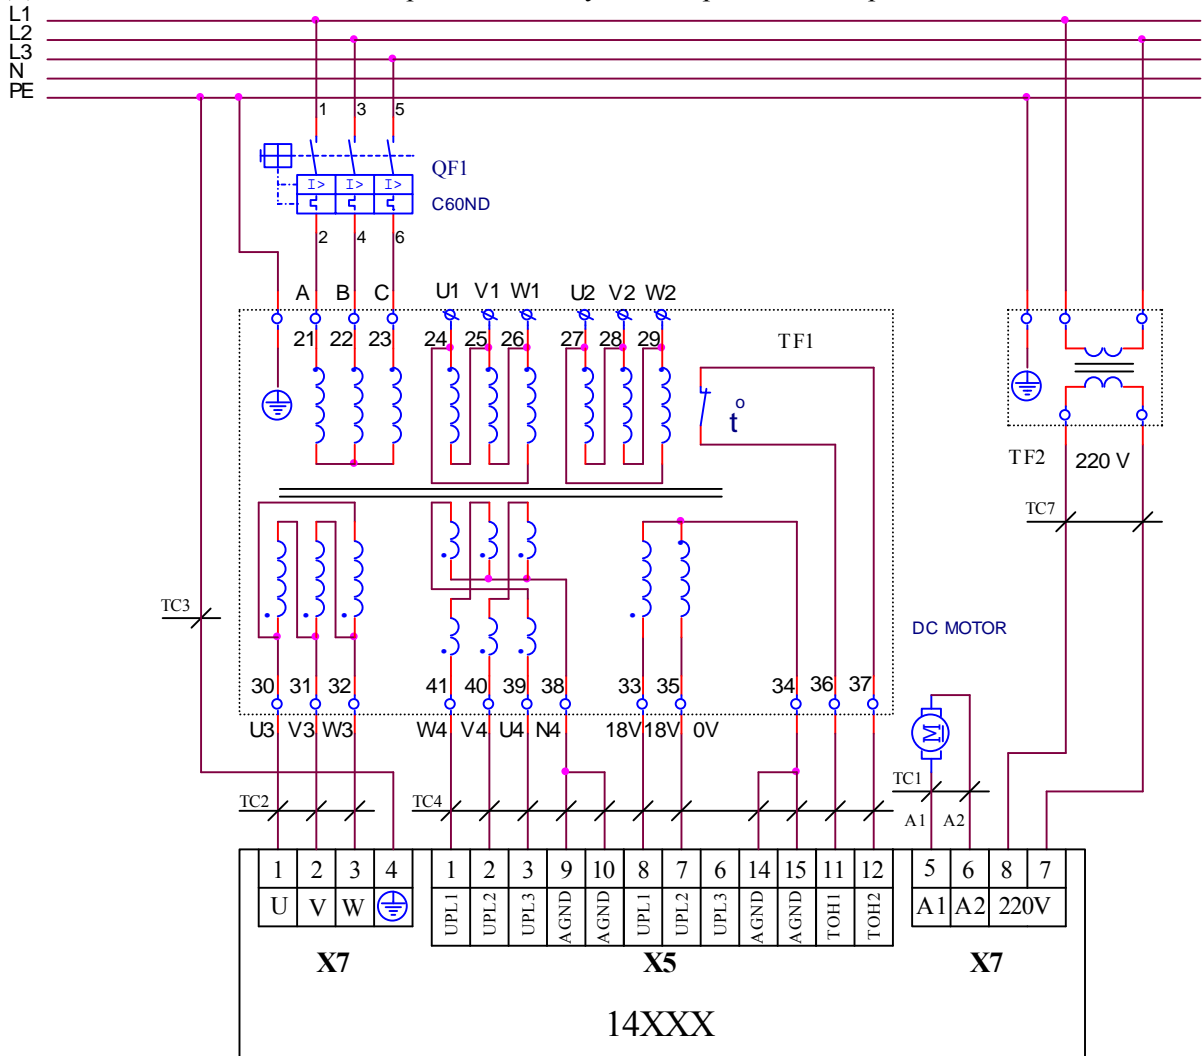 L1
L2
L3
N
PE
1 3 5
QF1
I> I> I>
C60ND
2 4 6
A B C U1 V1 W1 U2 V2 W2
21 22 23 24 25 26 27 28 29 TF1
t°
TF2 220 V
TC7
TC3
DC MOTOR
30 31 32 41 40 39 38 33 35 34 36 37
U3 V3 W3 W4 V4 U4 N4 18V 18V 0V
M
TC2 TC4 TC1
A1 A2
1 2 3 4 1 2 3 9 10 8 7 6 14 15 11 12 5 6 8 7
U V W UPL1 UPL2 UPL3 AGND AGND UPL1 UPL2 UPL3 AGND AGND TOH1 TOH2 A1 A2 220V
X7 X5 X7
14XXX